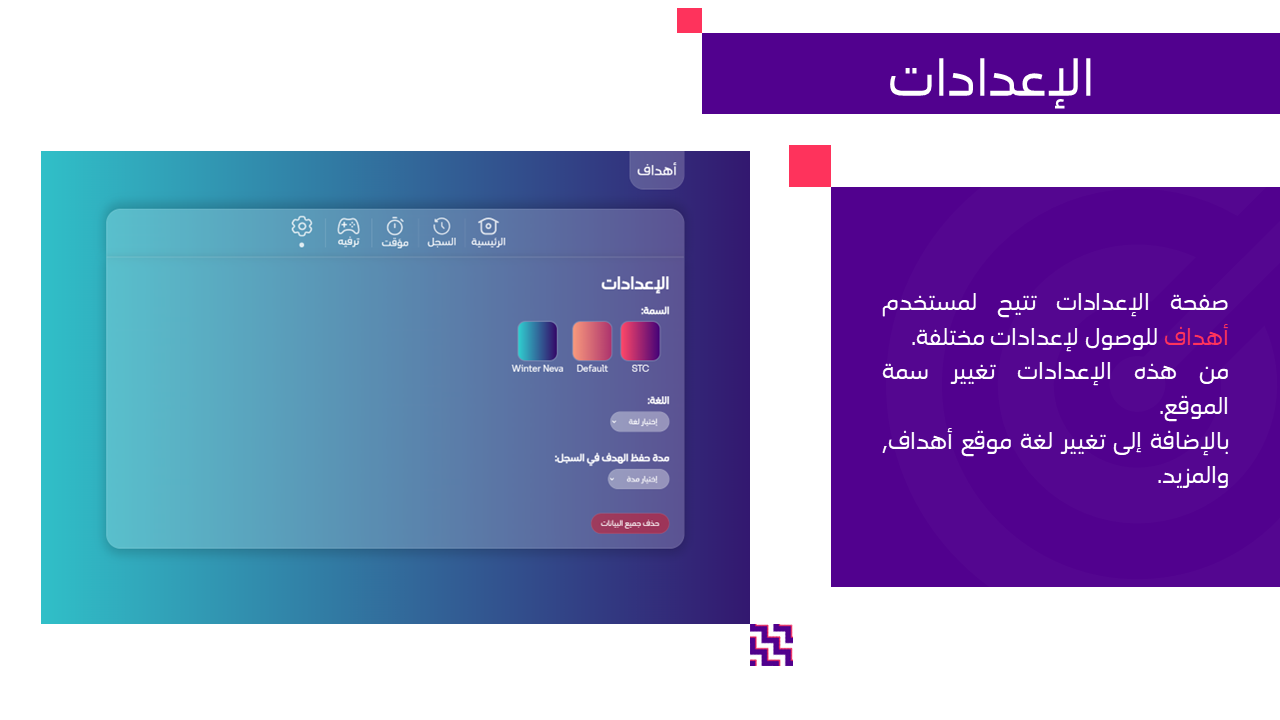 الإعدادات
صفحة الإعدادات تتيح لمستخدم
أهداف للوصول لإعدادات مختلفة.
من هذه الإعدادات تغيير سمة
الموقع.
بالإضافة إلى تغيير لغة موقع أهداف,
والمزيد.
أهداف
الرئيسية
السجل
مؤقت
ترفيه
الإعدادات
السمة:
STC
Default
Winter Neva
اللغة:
إختيار لغة
مدة حفظ الهدف في السجل:
إختيار مدة
حذف جميع البيانات